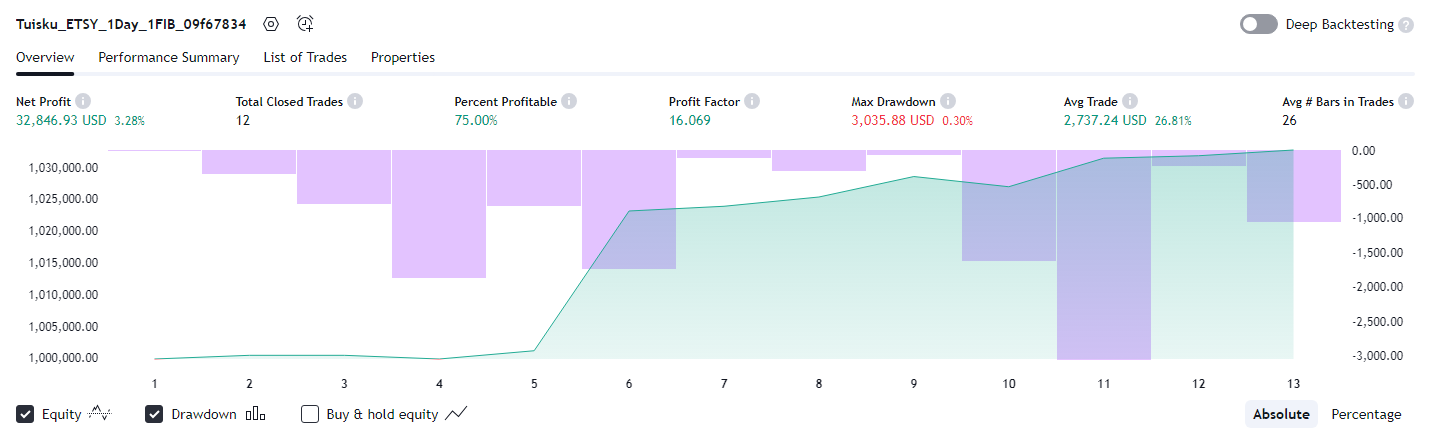 Tuisku_ETSY_1Day_1FIB_09f67834
Deep Backtesting ?
Overview Performance Summary List of Trades Properties
Net Profit Total Closed Trades Percent Profitable Profit Factor Max Drawdown Avg Trade Avg # Bars in Trades
32,846.93 USD 3.28% 12 75.00% 16.069 3,035.88 USD 0.30% 2,737.24 USD 26.81% 26
1,030,000.00
1,025,000.00
1,020,000.00
1,015,000.00
1,010,000.00
1,005,000.00
1,000,000.00
0.00
-500.00
-1,000.00
-1,500.00
-2,000.00
-2,500.00
-3,000.00
1 2 3 4 5 6 7 8 9 10 11 12 13
Equity Drawdown Buy & hold equity Absolute Percentage